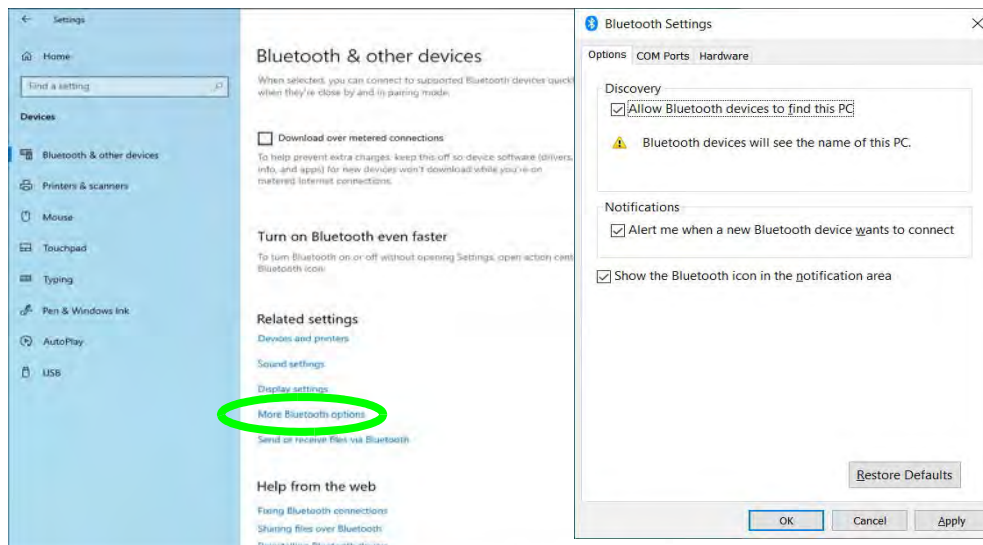 Settings
Home
Find a setting
Devices
Bluetooth & other devices
Printers & scanners
Mouse
Touchpad
Typing
Pen & Windows Ink
AutoPlay
USB
Bluetooth & other devices
When selected, you can connect to supported Bluetooth devices quickl
when they're close by and in pairing mode.
Download over metered connections
To help prevent extra charges, keep this off so device software (drivers,
info, and apps) for new devices won't download while you're on
metered Internet connections.
Turn on Bluetooth even faster
To turn Bluetooth on or off without opening Settings, open action cent
Bluetooth icon.
Related settings
Devices and printers
Sound settings
Display settings
More Bluetooth options
Send or receive files via Bluetooth
Help from the web
Fixing Bluetooth connections
Sharing files over Bluetooth
Bluetooth Settings
Options COM Ports Hardware
Discovery
Allow Bluetooth devices to find this PC
Bluetooth devices will see the name of this PC.
Notifications
Alert me when a new Bluetooth device wants to connect
Show the Bluetooth icon in the notification area
Restore Defaults
OK Cancel Apply